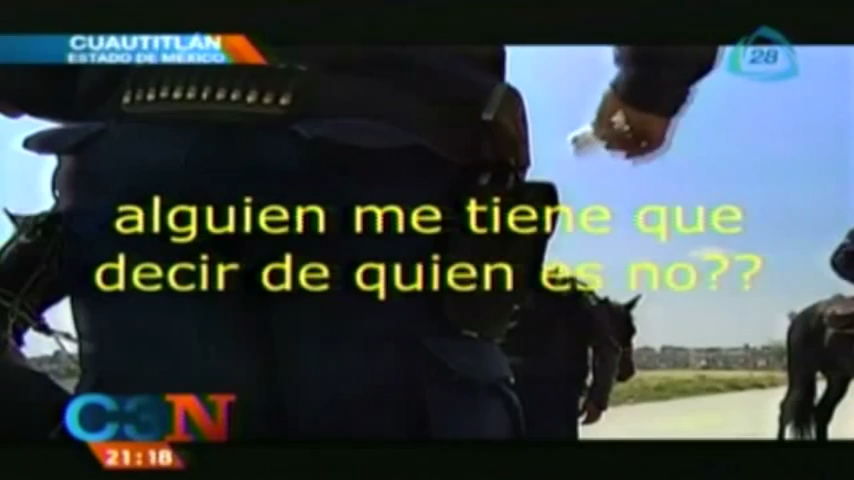 CUAUTITLÁN
ESTADO DE MÉXICO
28
alguien me tiene que
decir de quien es no??
C3N
21:18